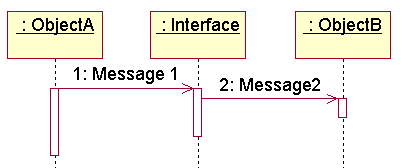 : ObjectA
: Interface
: ObjectB
1: Message 1
2: Message2